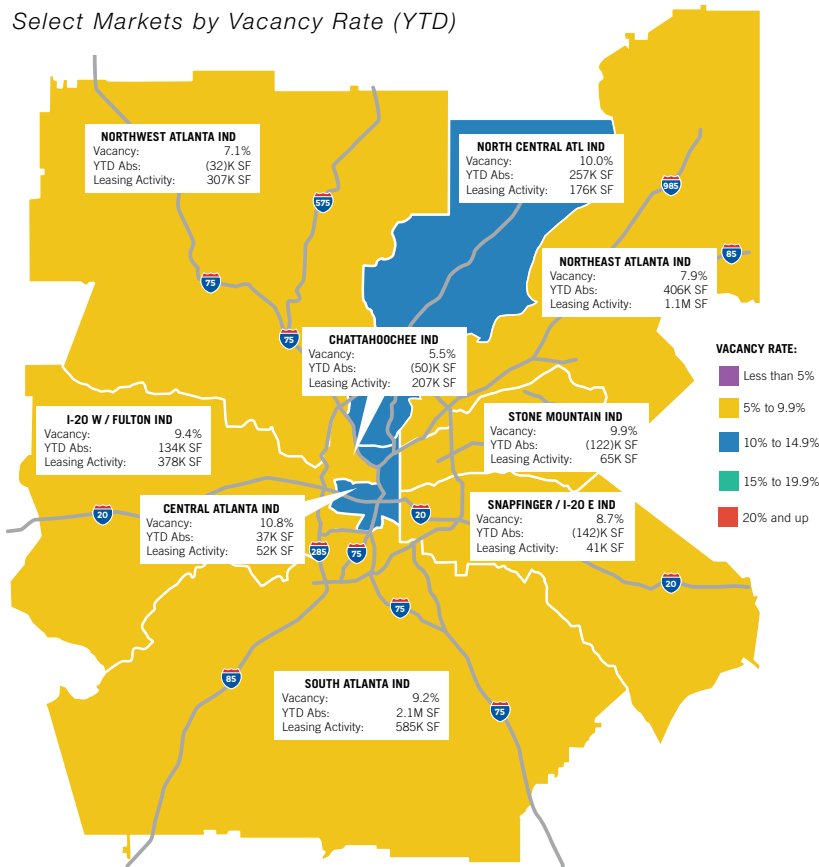 Select Markets by Vacancy Rate (YTD)
NORTHWEST ATLANTA IND
Vacancy: 7.1%
YTD Abs: (32)K SF
Leasing Activity: 307K SF
NORTH CENTRAL ATL IND
Vacancy: 10.0%
YTD Abs: 257K SF
Leasing Activity: 176K SF
985
575
NORTHEAST ATLANTA IND
Vacancy: 7.9%
YTD Abs: 406K SF
Leasing Activity: 1.1M SF
85
75
75
CHATTAHOOCHEE IND
Vacancy: 5.5%
YTD Abs: (50)K SF
Leasing Activity: 207K SF
VACANCY RATE:
Less than 5%
5% to 9.9%
10% to 14.9%
15% to 19.9%
20% and up
I-20 W / FULTON IND
Vacancy: 9.4%
YTD Abs: 134K SF
Leasing Activity: 378K SF
STONE MOUNTAIN IND
Vacancy: 9.9%
YTD Abs: (122)K SF
Leasing Activity: 65K SF
CENTRAL ATLANTA IND
Vacancy: 10.8%
YTD Abs: 37K SF
Leasing Activity: 52K SF
SNAPFINGER / I-20 E IND
Vacancy: 8.7%
YTD Abs: (142)K SF
Leasing Activity: 41K SF
20
20
285
75
20
75
85
SOUTH ATLANTA IND
Vacancy: 9.2%
YTD Abs: 2.1M SF
Leasing Activity: 585K SF
75